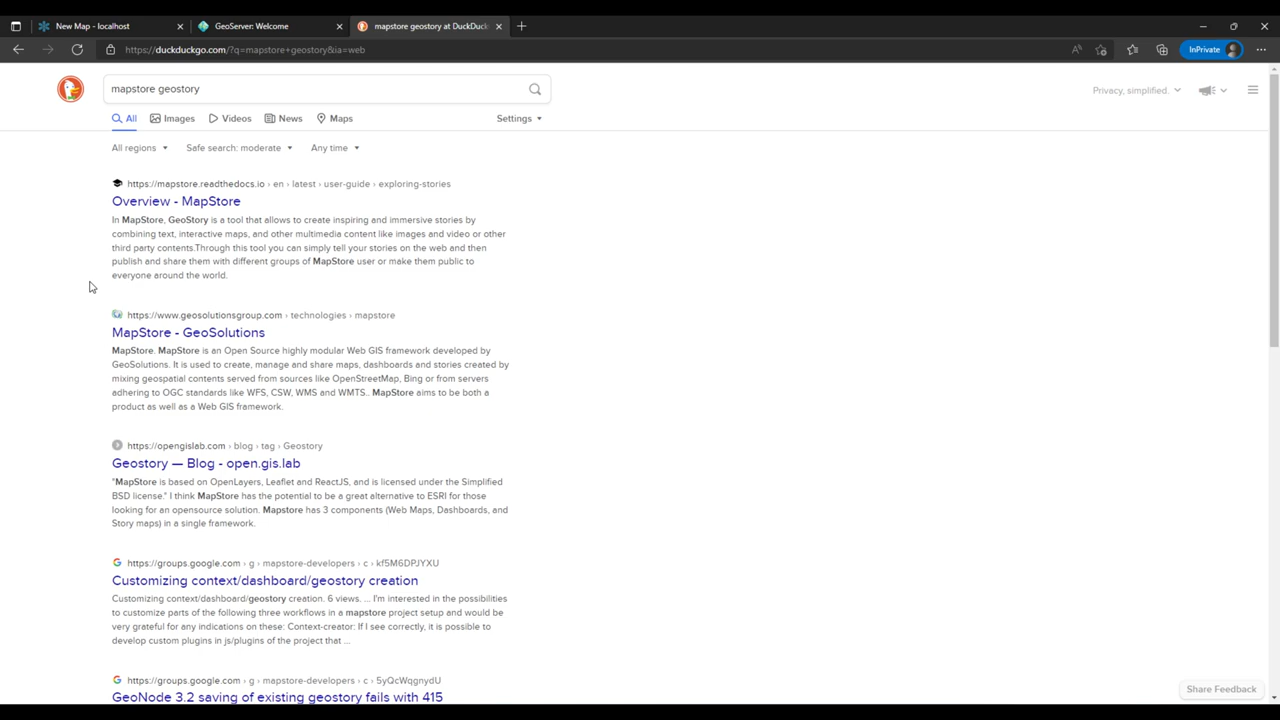 New Map - localhost
GeoServer: Welcome
mapstore geostory at DuckDuck
https://duckduckgo.com/?q=mapstore+geostory&ia=web
InPrivate
mapstore geostory
Privacy, simplified.
All
Images
Videos
News
Maps
Settings
All regions
Safe search: moderate
Any time
https://mapstore.readthedocs.io › en › latest › user-guide › exploring-stories
Overview - MapStore
In MapStore, GeoStory is a tool that allows to create inspiring and immersive stories by
combining text, interactive maps, and other multimedia content like images and video or other
third party contents.Through this tool you can simply tell your stories on the web and then
publish and share them with different groups of MapStore user or make them public to
everyone around the world.
https://www.geosolutionsgroup.com › technologies › mapstore
MapStore - GeoSolutions
MapStore. MapStore is an Open Source highly modular Web GIS framework developed by
GeoSolutions. It is used to create, manage and share maps, dashboards and stories created by
mixing geospatial contents served from sources like OpenStreetMap, Bing or from servers
adhering to OGC standards like WFS, CSW, WMS and WMTS.. MapStore aims to be both a
product as well as a Web GIS framework.
https://opengislab.com › blog › tag › Geostory
Geostory — Blog - open.gis.lab
"MapStore is based on OpenLayers, Leaflet and ReactJS, and is licensed under the Simplified
BSD license." I think MapStore has the potential to be a great alternative to ESRI for those
looking for an opensource solution. Mapstore has 3 components (Web Maps, Dashboards, and
Story maps) in a single framework.
https://groups.google.com › g › mapstore-developers › c › kf5M6DPJYXU
Customizing context/dashboard/geostory creation
Customizing context/dashboard/geostory creation. 6 views. ... I'm interested in the possibilities
to customize parts of the following three workflows in a mapstore project setup and would be
very grateful for any indications on these: Context-creator: If I see correctly, it is possible to
develop custom plugins in js/plugins of the project that ...
https://groups.google.com › g › mapstore-developers › c › 5yQcWqgnydU
GeoNode 3.2 saving of existing geostory fails with 415
Share Feedback